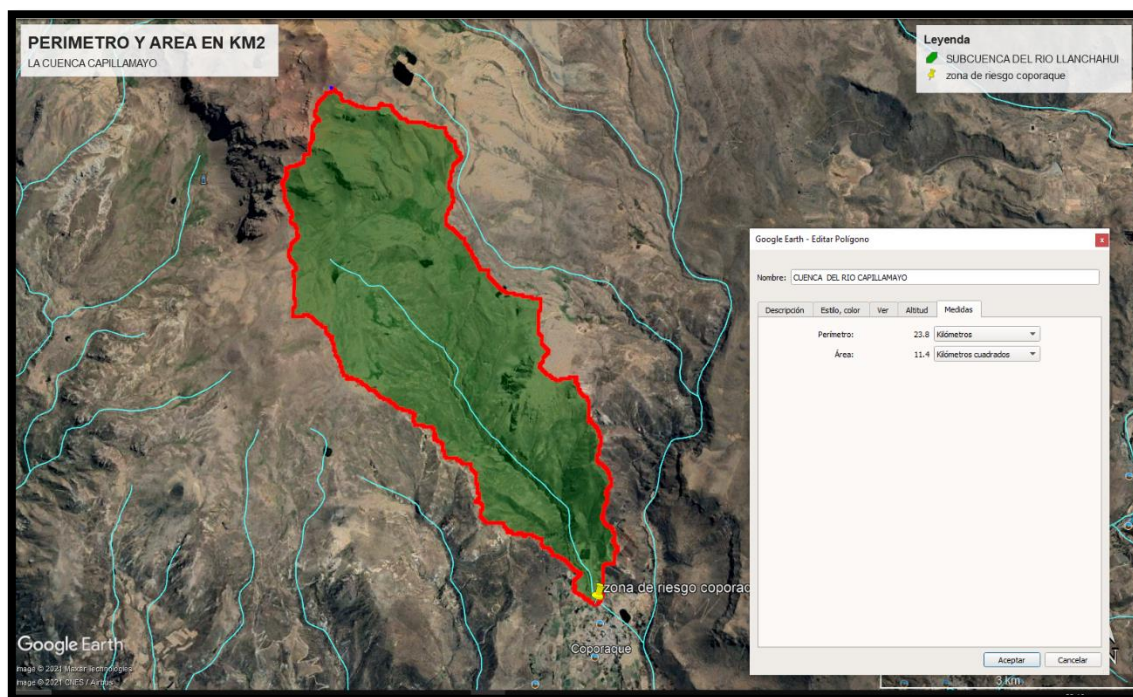 PERIMETRO Y AREA EN KM2
LA CUENCA CAPILLAMAYO
Leyenda
SUBCUENCA DEL RIO LLANCHAHUI
zona de riesgo coporaque
Google Earth - Editar Polígono
x
Nombre: CUENCA DEL RIO CAPILLAMAYO
Descripción Estilo, color Ver Altitud Medidas
Perímetro: 23.8 Kilómetros
Área: 11.4 Kilómetros cuadrados
zona de riesgo coporaq
Coporaque
Google Earth
Image © 2021 Maxar Technologies
Image © 2021 CNES / Airbus
Aceptar Cancelar
N
3 km